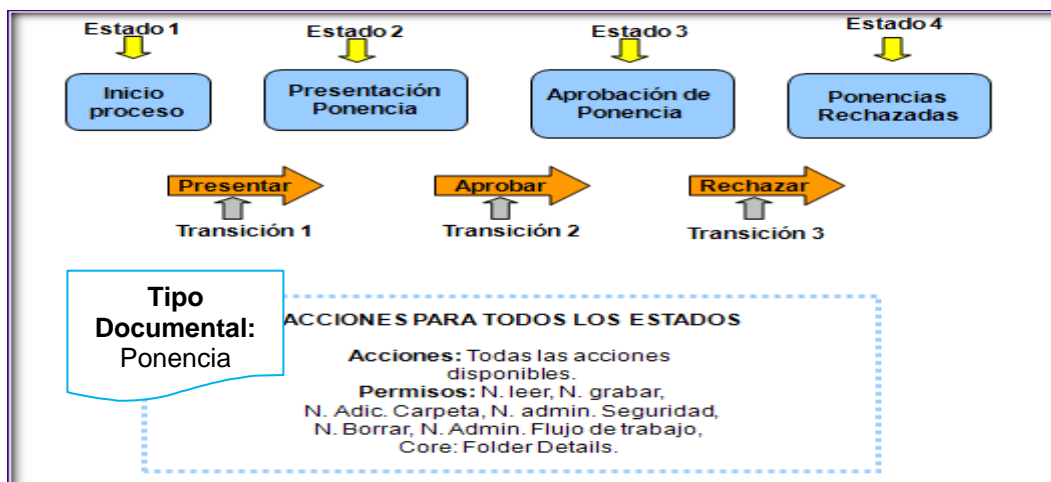 Estado 1
Estado 2
Estado 3
Estado 4
Inicio
proceso
Presentación
Ponencia
Aprobación de
Ponencia
Ponencias
Rechazadas
Presentar
Aprobar
Rechazar
Transición 1
Transición 2
Transición 3
Tipo
Documental:
Ponencia
ACCIONES PARA TODOS LOS ESTADOS
Acciones: Todas las acciones
disponibles.
Permisos: N. leer, N. grabar,
N. Adic. Carpeta, N. admin. Seguridad,
N. Borrar, N. Admin. Flujo de trabajo,
Core: Folder Details.